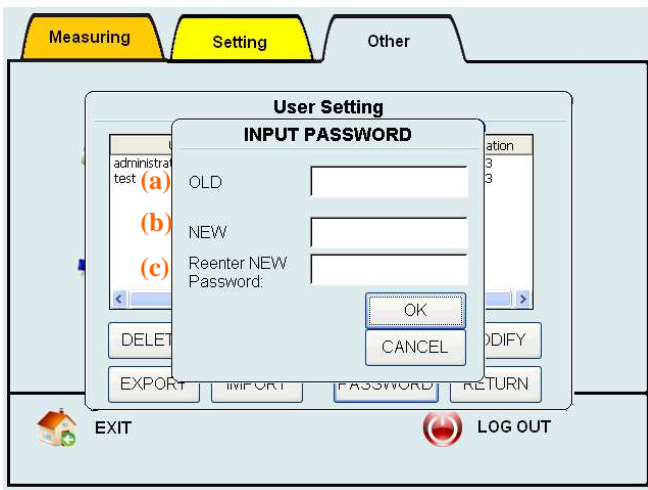 Measuring
Setting
Other
User Setting
INPUT PASSWORD
ation
administrat
3
test
3
(a) OLD
(b) NEW
(c) Reenter NEW
Password:
OK
CANCEL
DELET
DIFY
EXPORT
IMPORT
PASSWORD
RETURN
EXIT
LOG OUT